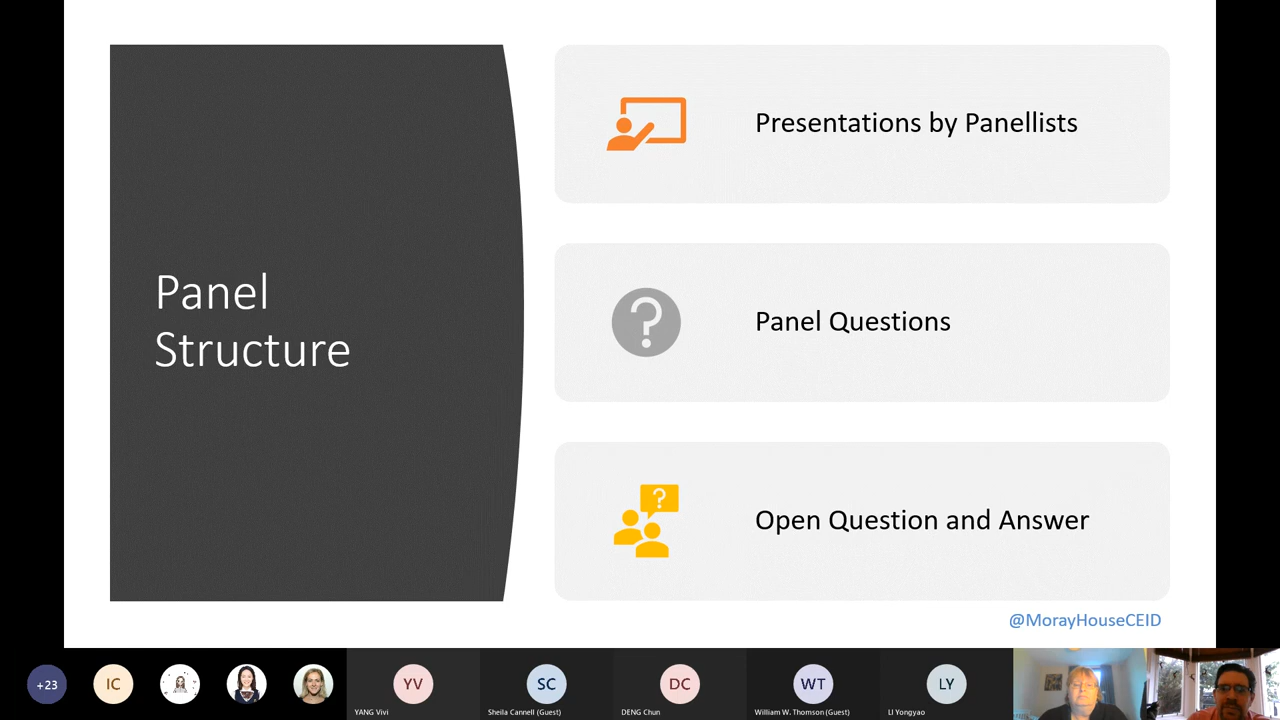 Panel
Structure
Presentations by Panellists
?
Panel Questions
?
Open Question and Answer
@MorayHouseCEID
+23
IC
YV
SC
DC
WT
LY
YANG Vivi
Sheila Cannell (Guest)
DENG Chun
William W. Thomson (Guest)
LI Yongyao